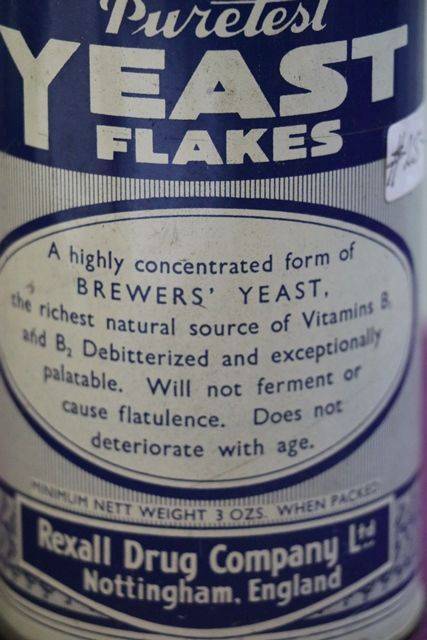 Puretest
YEAST
FLAKES
A highly concentrated form of
BREWERS' YEAST,
the richest natural source of Vitamins B₁
and B₂ Debitterized and exceptionally
palatable. Will not ferment or
cause flatulence. Does not
deteriorate with age.
MINIMUM NETT WEIGHT 3 OZS. WHEN PACKED
Rexall Drug Company Ltd
Nottingham. England